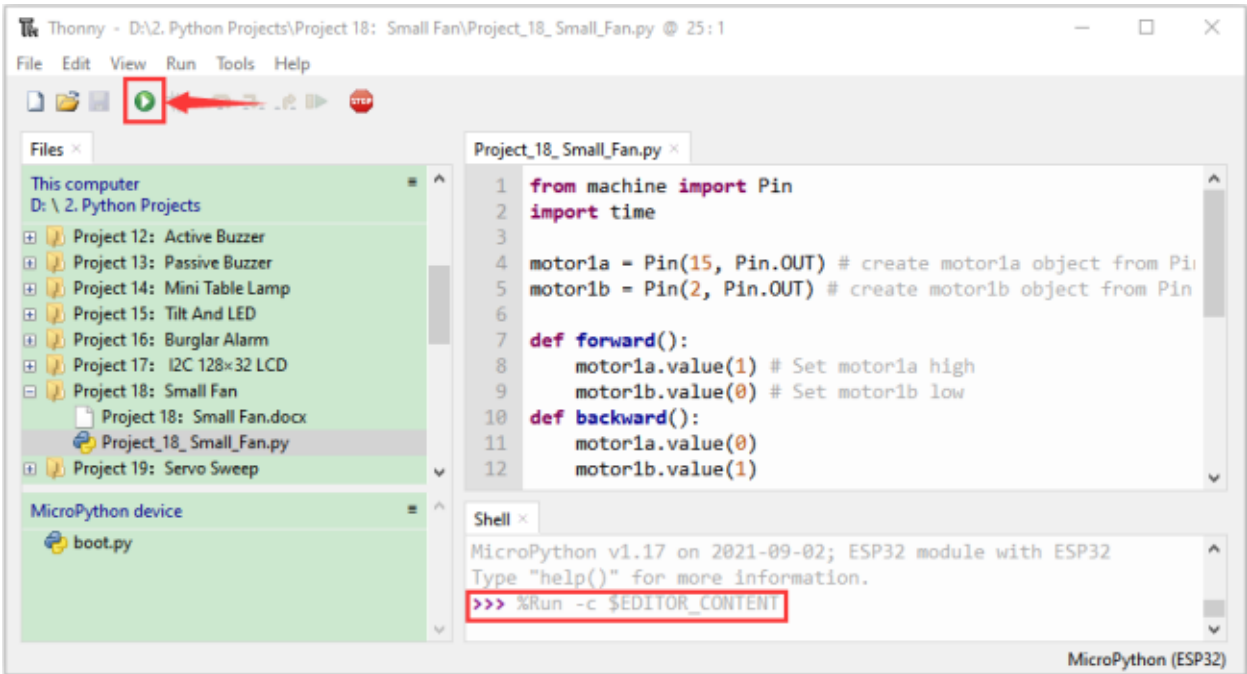 Thonny - D:\2. Python Projects\Project 18: Small Fan\Project_18_ Small_Fan.py @ 25:1
File Edit View Run Tools Help
STOP
Files ×
This computer
D: \ 2. Python Projects
Project 12: Active Buzzer
Project 13: Passive Buzzer
Project 14: Mini Table Lamp
Project 15: Tilt And LED
Project 16: Burglar Alarm
Project 17: I2C 128×32 LCD
Project 18: Small Fan
Project 18: Small Fan.docx
Project_18_ Small_Fan.py
Project 19: Servo Sweep
MicroPython device
boot.py
Project_18_ Small_Fan.py ×
1 from machine import Pin
2 import time
3
4 motor1a = Pin(15, Pin.OUT) # create motor1a object from Pi
5 motor1b = Pin(2, Pin.OUT) # create motor1b object from Pin
6
7 def forward():
8     motor1a.value(1) # Set motor1a high
9     motor1b.value(0) # Set motor1b low
10 def backward():
11     motor1a.value(0)
12     motor1b.value(1)
Shell ×
MicroPython v1.17 on 2021-09-02; ESP32 module with ESP32
Type "help()" for more information.
>>> %Run -c $EDITOR_CONTENT
MicroPython (ESP32)